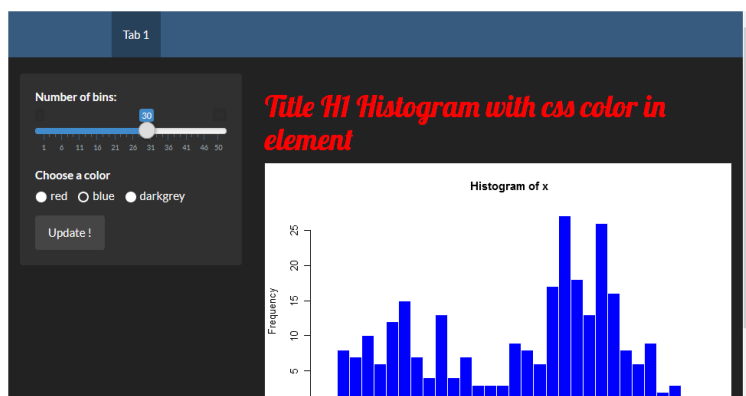 Tab 1
Number of bins:
30
1 6 11 16 21 26 31 36 41 46 50
Choose a color
red blue darkgrey
Update !
Title H1 Histogram with css color in
element
Histogram of x
Frequency
25
20
15
10
5